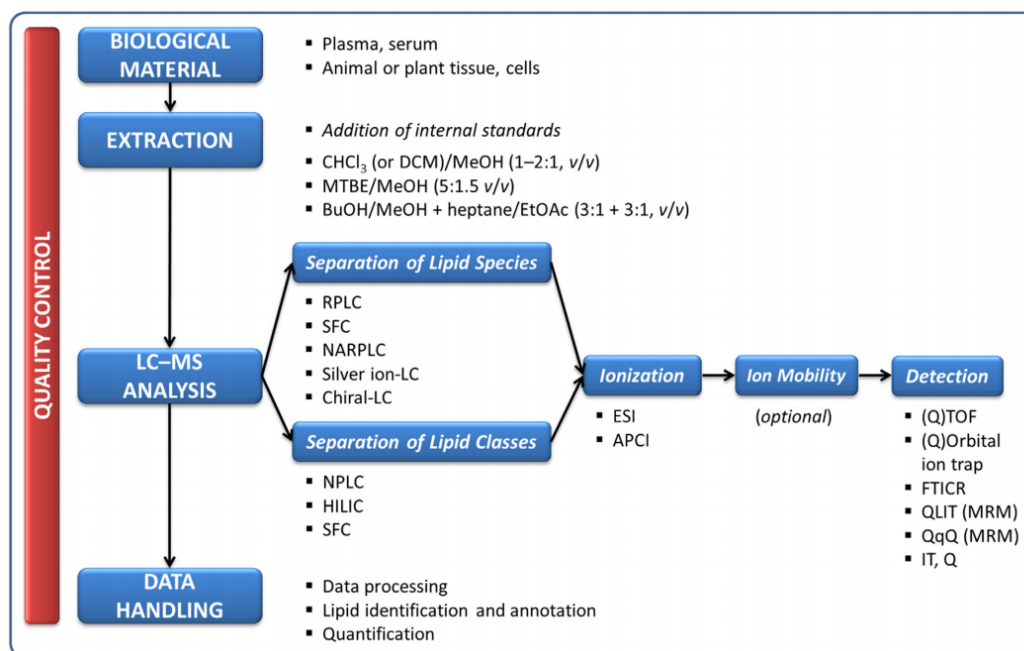 QUALITY CONTROL
BIOLOGICAL
MATERIAL
▪ Plasma, serum
▪ Animal or plant tissue, cells
EXTRACTION
▪ Addition of internal standards
▪ CHCl₃ (or DCM)/MeOH (1–2:1, v/v)
▪ MTBE/MeOH (5:1.5 v/v)
▪ BuOH/MeOH + heptane/EtOAc (3:1 + 3:1, v/v)
LC–MS
ANALYSIS
Separation of Lipid Species
▪ RPLC
▪ SFC
▪ NARPLC
▪ Silver ion-LC
▪ Chiral-LC
Separation of Lipid Classes
▪ NPLC
▪ HILIC
▪ SFC
Ionization
▪ ESI
▪ APCI
Ion Mobility
(optional)
Detection
▪ (Q)TOF
▪ (Q)Orbital
ion trap
▪ FTICR
▪ QLIT (MRM)
▪ QqQ (MRM)
▪ IT, Q
DATA
HANDLING
▪ Data processing
▪ Lipid identification and annotation
▪ Quantification